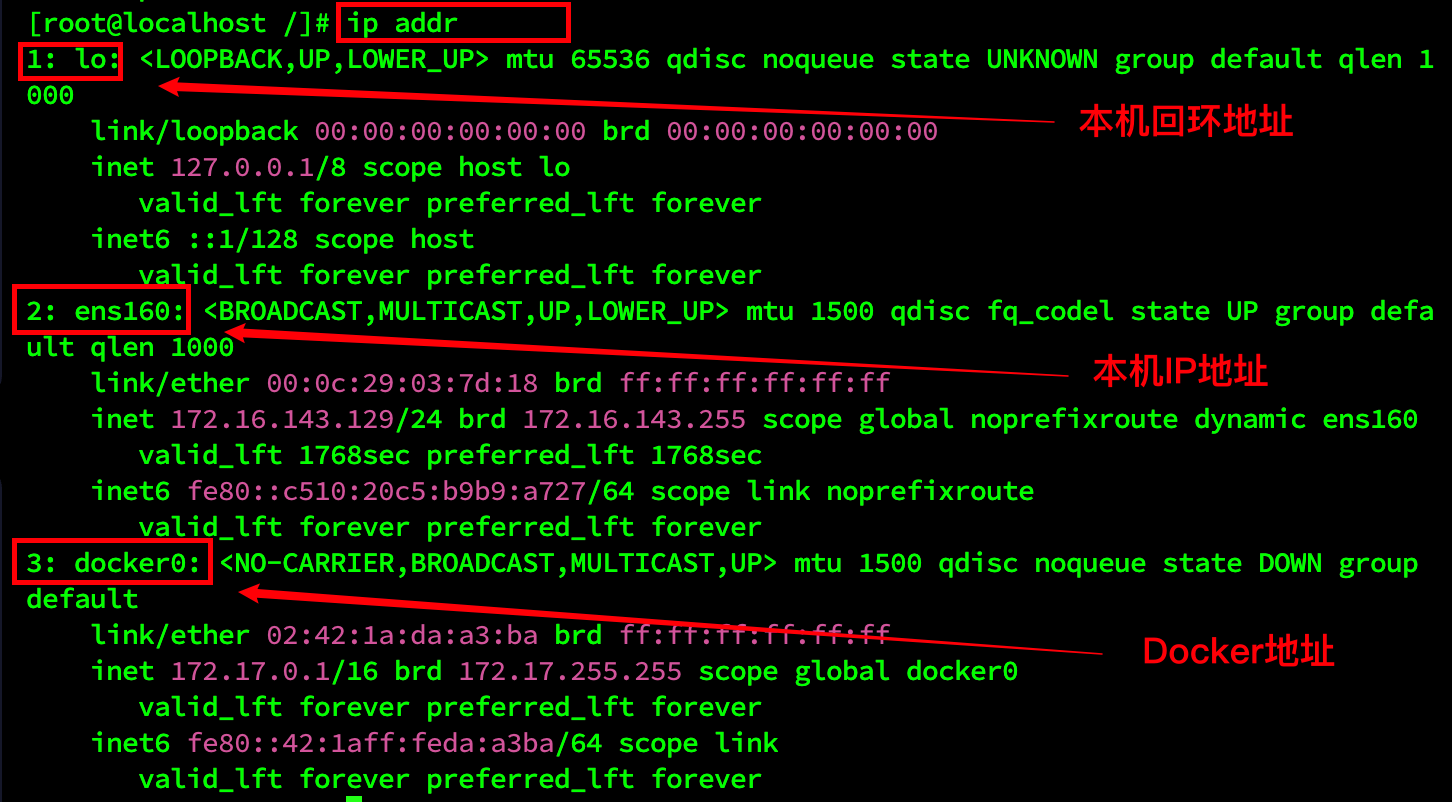 [root@localhost /]# ip addr
1: lo: <LOOPBACK,UP,LOWER_UP> mtu 65536 qdisc noqueue state UNKNOWN group default qlen 1
000
本机回环地址
link/loopback 00:00:00:00:00:00 brd 00:00:00:00:00:00
inet 127.0.0.1/8 scope host lo
valid_lft forever preferred_lft forever
inet6 ::1/128 scope host
valid_lft forever preferred_lft forever
2: ens160: <BROADCAST,MULTICAST,UP,LOWER_UP> mtu 1500 qdisc fq_codel state UP group defa
ult qlen 1000
本机IP地址
link/ether 00:0c:29:03:7d:18 brd ff:ff:ff:ff:ff:ff
inet 172.16.143.129/24 brd 172.16.143.255 scope global noprefixroute dynamic ens160
valid_lft 1768sec preferred_lft 1768sec
inet6 fe80::c510:20c5:b9b9:a727/64 scope link noprefixroute
valid_lft forever preferred_lft forever
3: docker0: <NO-CARRIER,BROADCAST,MULTICAST,UP> mtu 1500 qdisc noqueue state DOWN group
default
link/ether 02:42:1a:da:a3:ba brd ff:ff:ff:ff:ff:ff
Docker地址
inet 172.17.0.1/16 brd 172.17.255.255 scope global docker0
valid_lft forever preferred_lft forever
inet6 fe80::42:1aff:feda:a3ba/64 scope link
valid_lft forever preferred_lft forever